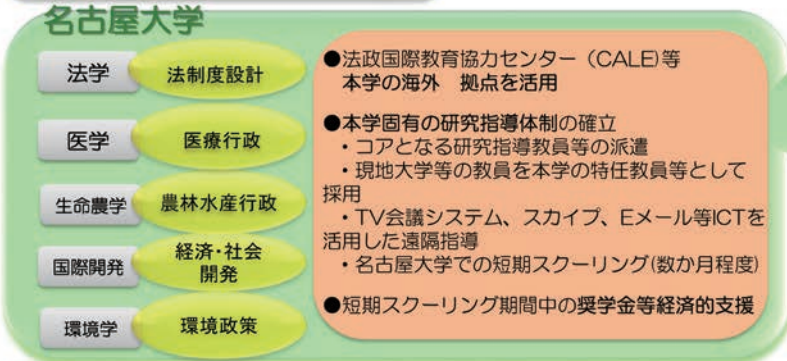 名古屋大学
法学 法制度設計
医学 医療行政
生命農学 農林水産行政
国際開発 経済・社会
開発
環境学 環境政策
●法政国際教育協力センター（CALE)等
本学の海外　拠点を活用
●本学固有の研究指導体制の確立
・コアとなる研究指導教員等の派遣
・現地大学等の教員を本学の特任教員等として
採用
・TV会議システム、スカイプ、Eメール等ICTを
活用した遠隔指導
・名古屋大学での短期スクーリング(数か月程度)
●短期スクーリング期間中の奨学金等経済的支援